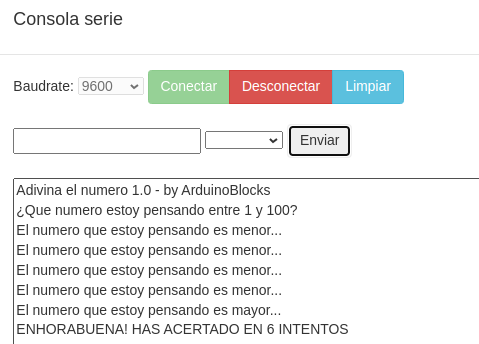 Consola serie
Baudrate: 9600 Conectar Desconectar Limpiar
Enviar
Adivina el numero 1.0 - by ArduinoBlocks
¿Que numero estoy pensando entre 1 y 100?
El numero que estoy pensando es menor...
El numero que estoy pensando es menor...
El numero que estoy pensando es menor...
El numero que estoy pensando es menor...
El numero que estoy pensando es mayor...
ENHORABUENA! HAS ACERTADO EN 6 INTENTOS